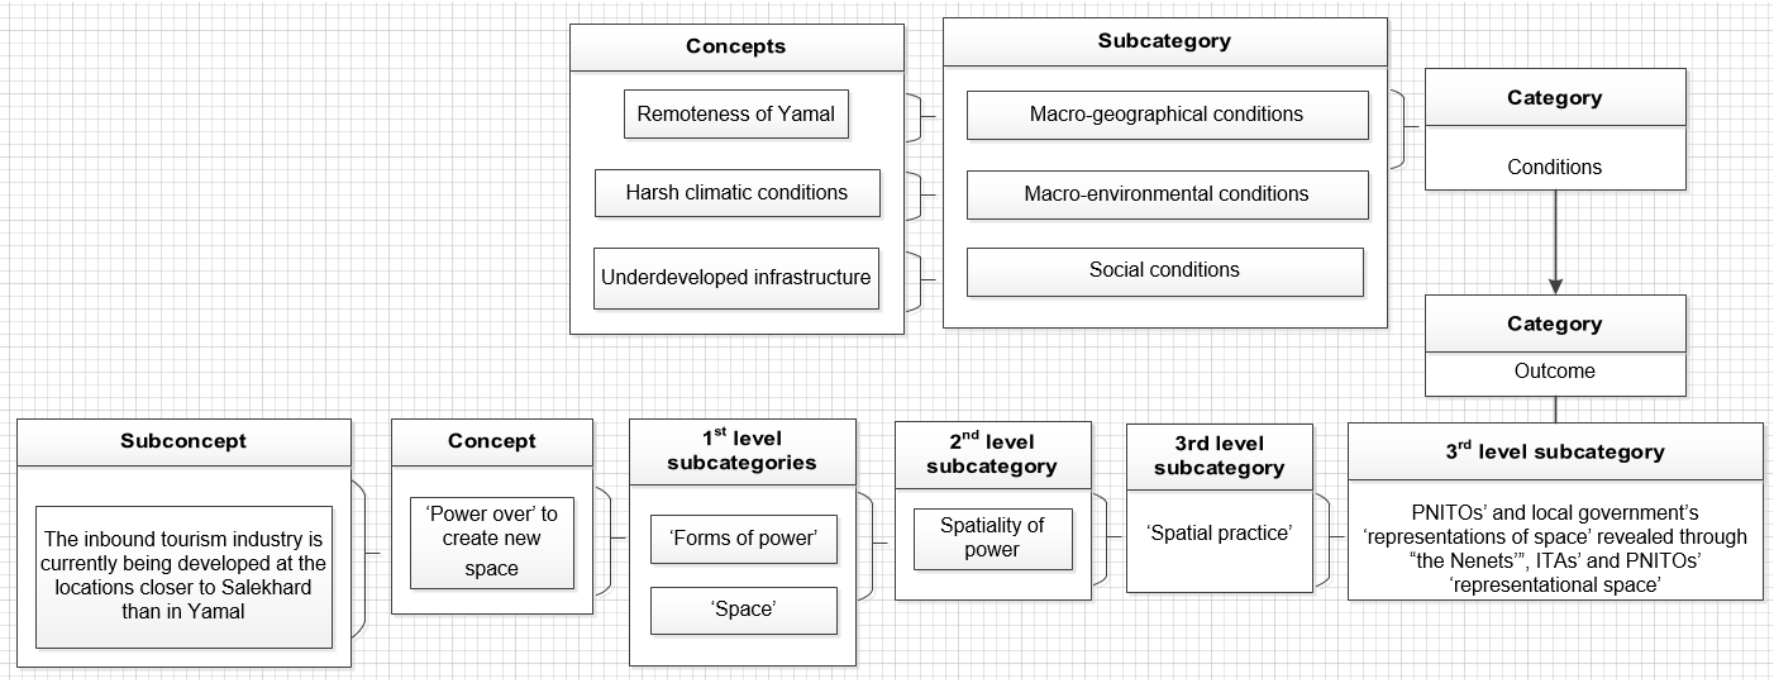 Concepts
Remoteness of Yamal
Harsh climatic conditions
Underdeveloped infrastructure
Subcategory
Macro-geographical conditions
Macro-environmental conditions
Social conditions
Category
Conditions
Category
Outcome
Subconcept
The inbound tourism industry is
currently being developed at the
locations closer to Salekhard
than in Yamal
Concept
‘Power over’ to
create new
space
1st level
subcategories
‘Forms of power’
‘Space’
2nd level
subcategory
Spatiality of
power
3rd level
subcategory
‘Spatial practice’
3rd level subcategory
PNITOs’ and local government’s
‘representations of space’ revealed through
“the Nenets’”, ITAs’ and PNITOs’
‘representational space’